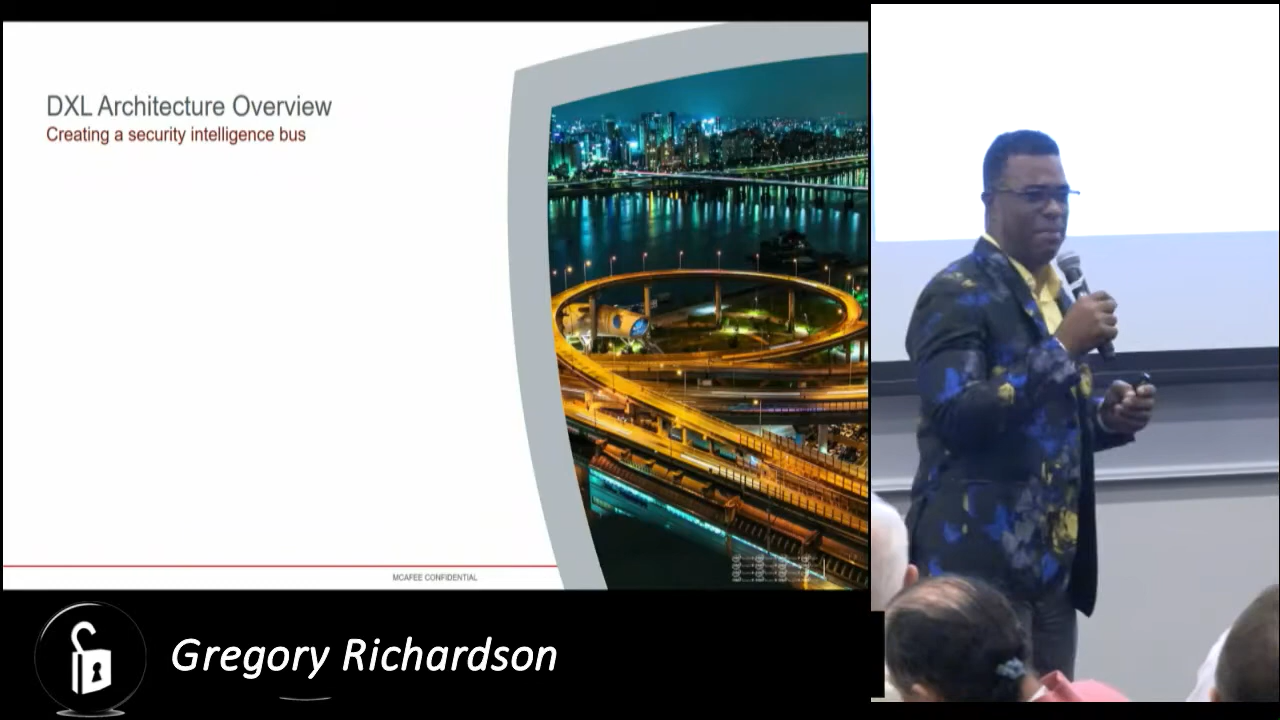 DXL Architecture Overview
Creating a security intelligence bus
MCAFEE CONFIDENTIAL
Gregory Richardson